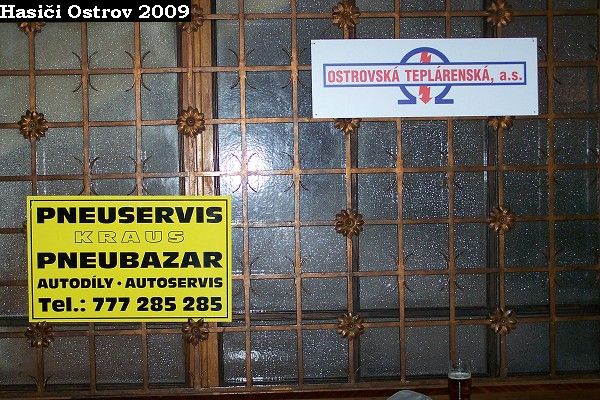 Hasiči Ostrov 2009
OSTROVSKÁ TEPLÁRENSKÁ, a.s.
PNEUSERVIS
KRAUS
PNEUBAZAR
AUTODÍLY · AUTOSERVIS
Tel.: 777 285 285